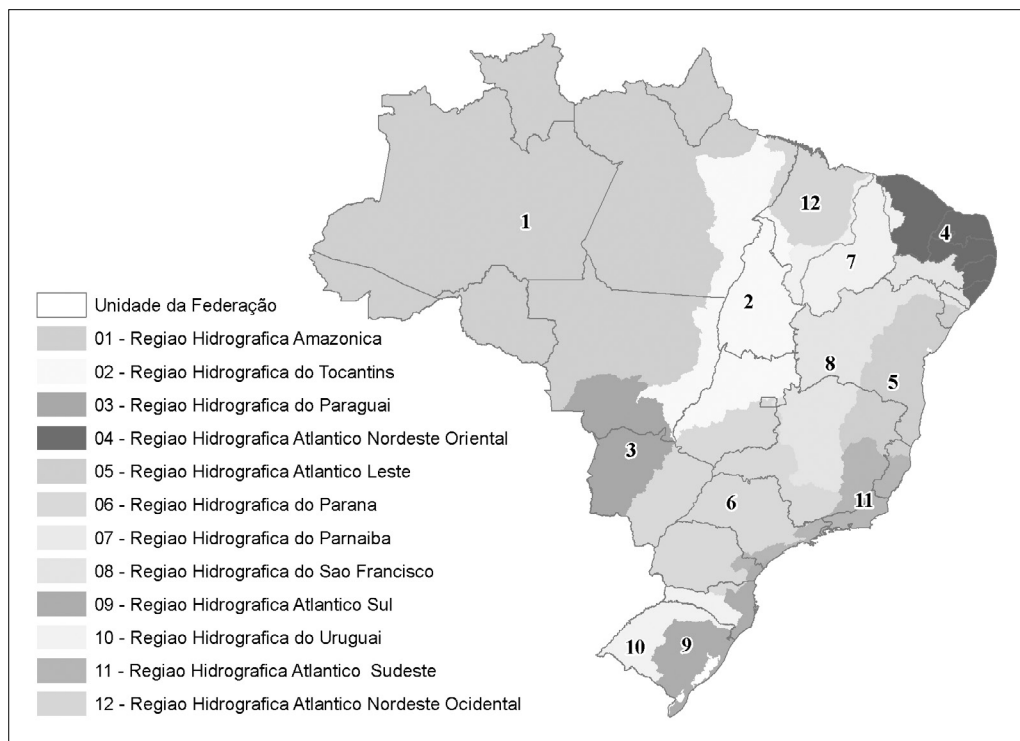 1
12
4
7
2
8
5
3
6
11
10
9
Unidade da Federação
01 - Regiao Hidrografica Amazonica
02 - Regiao Hidrografica do Tocantins
03 - Regiao Hidrografica do Paraguai
04 - Regiao Hidrografica Atlantico Nordeste Oriental
05 - Regiao Hidrografica Atlantico Leste
06 - Regiao Hidrografica do Parana
07 - Regiao Hidrografica do Parnaiba
08 - Regiao Hidrografica do Sao Francisco
09 - Regiao Hidrografica Atlantico Sul
10 - Regiao Hidrografica do Uruguai
11 - Regiao Hidrografica Atlantico  Sudeste
12 - Regiao Hidrografica Atlantico Nordeste Ocidental